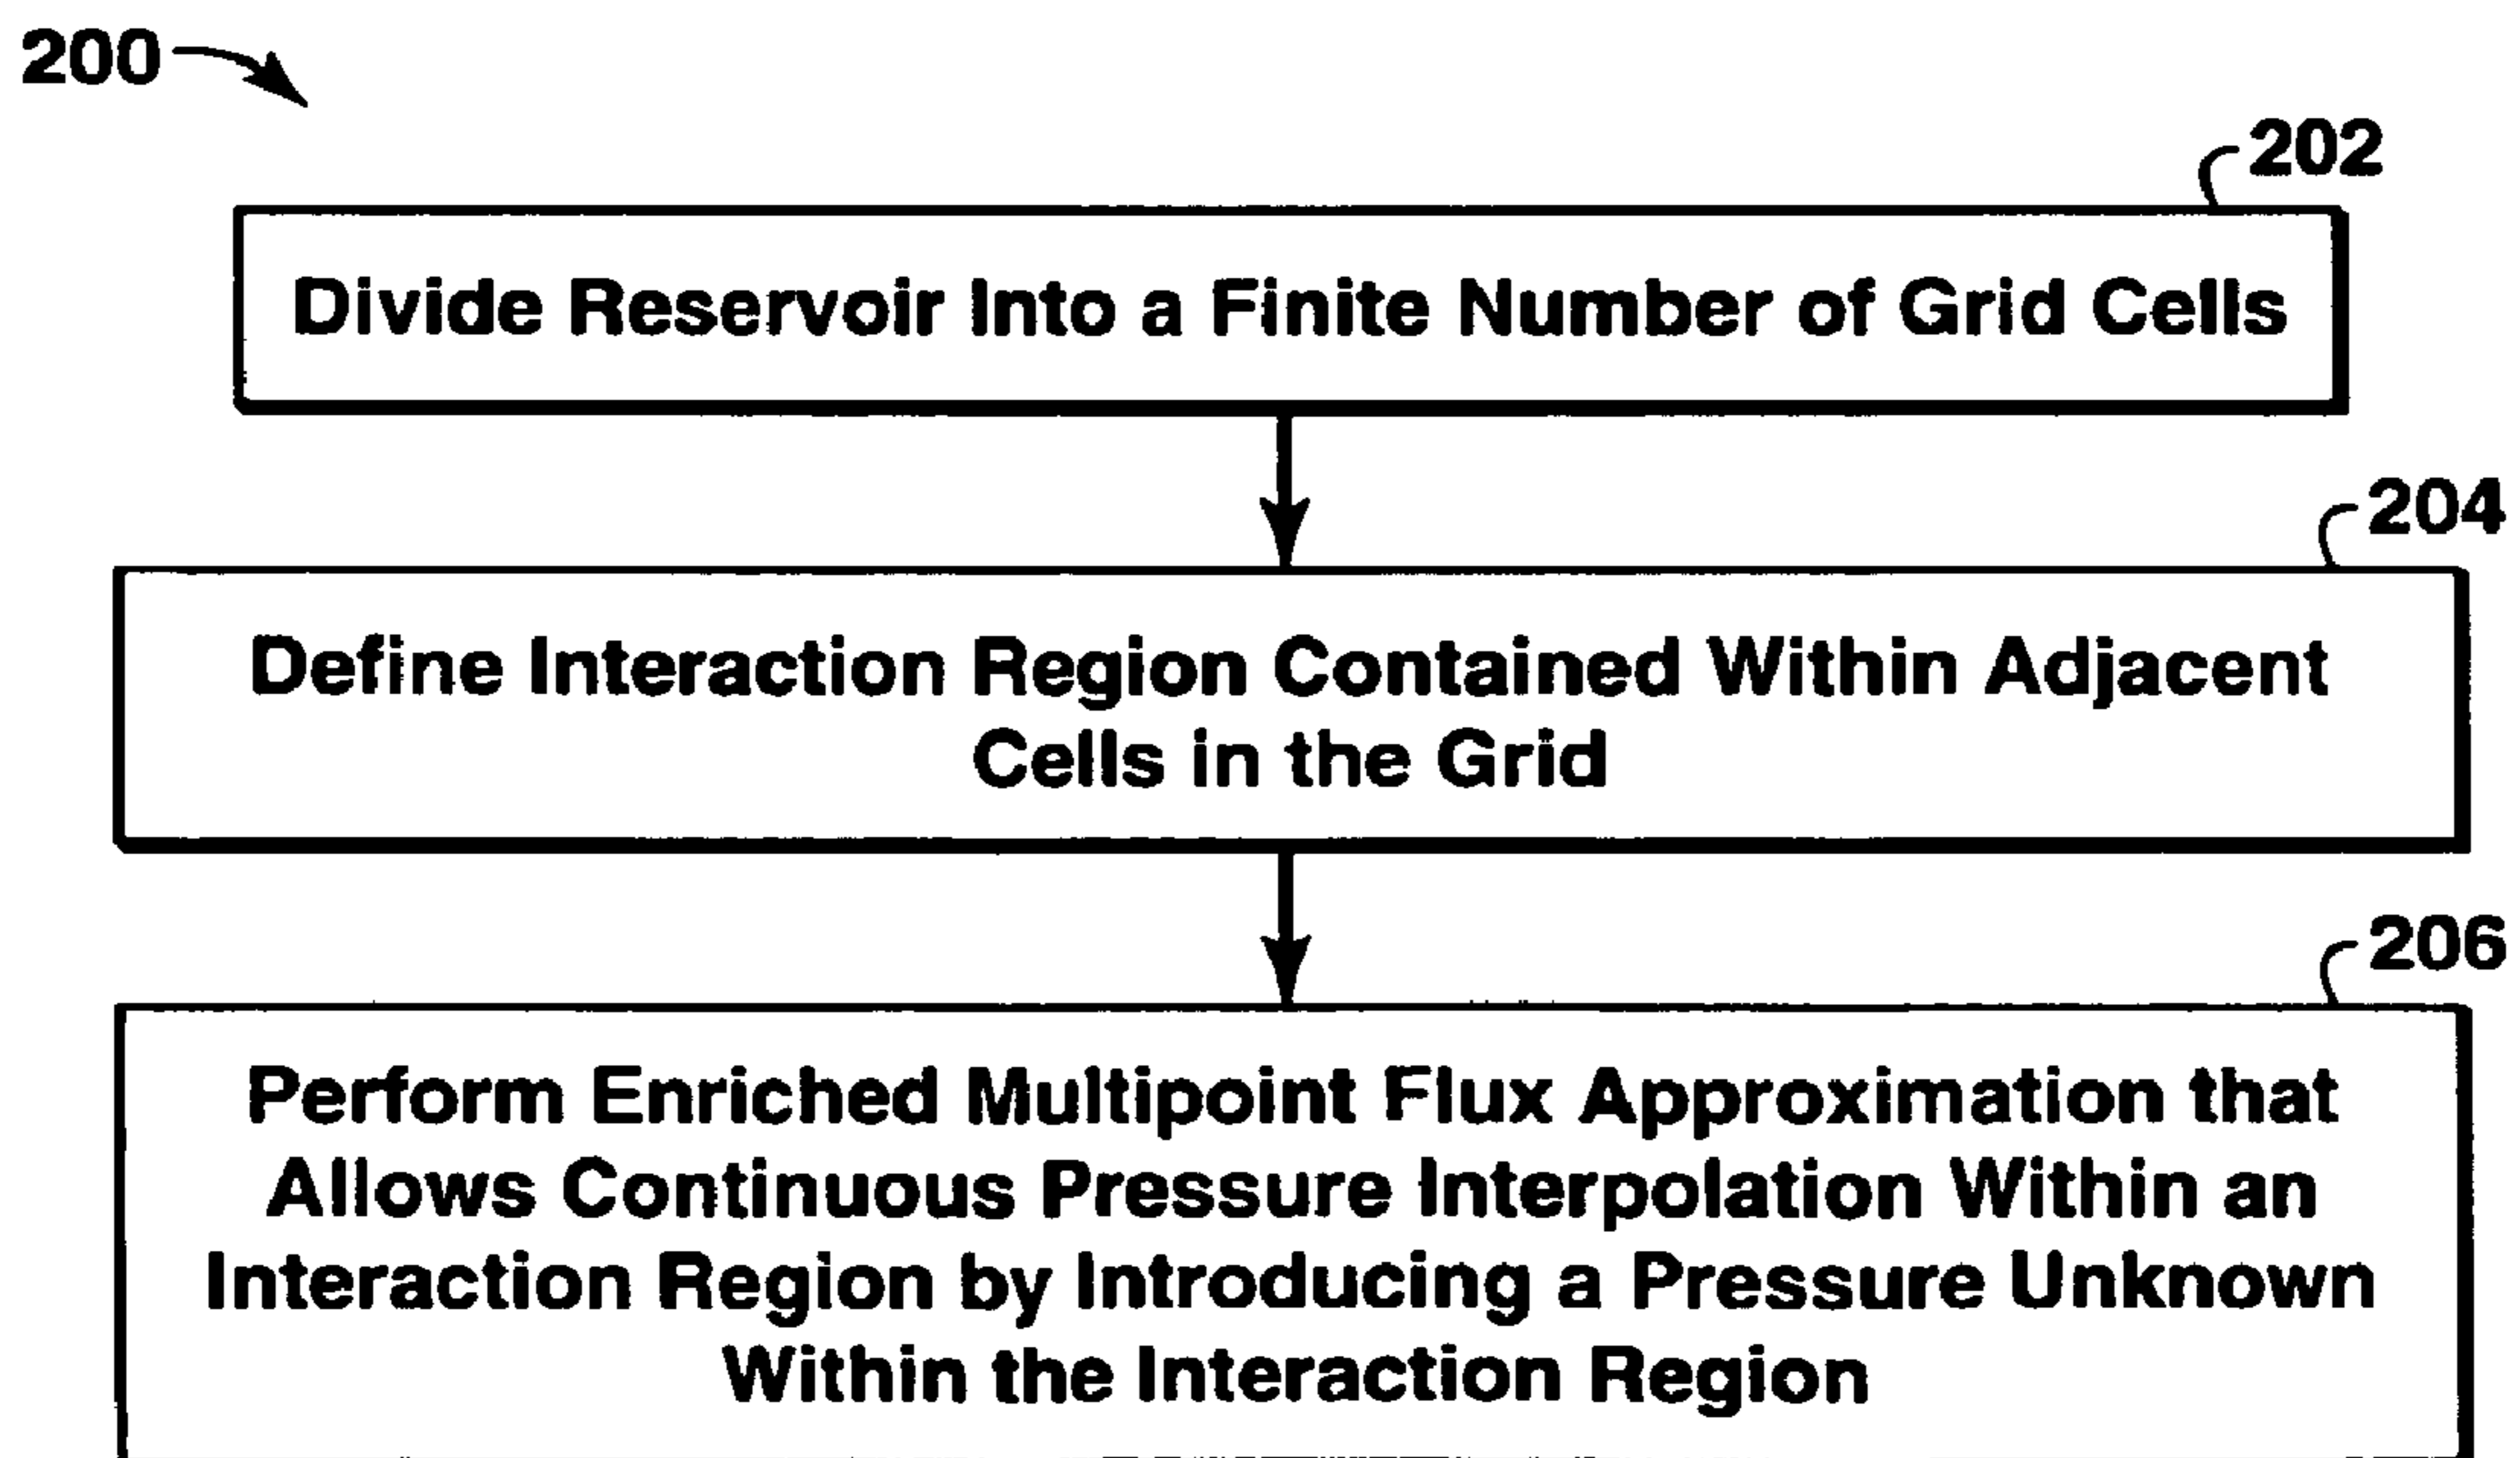 200
202
Divide Reservoir Into a Finite Number of Grid Cells
204
Define Interaction Region Contained Within Adjacent
Cells in the Grid
206
Perform Enriched Multipoint Flux Approximation that
Allows Continuous Pressure Interpolation Within an
Interaction Region by Introducing a Pressure Unknown
Within the Interaction Region